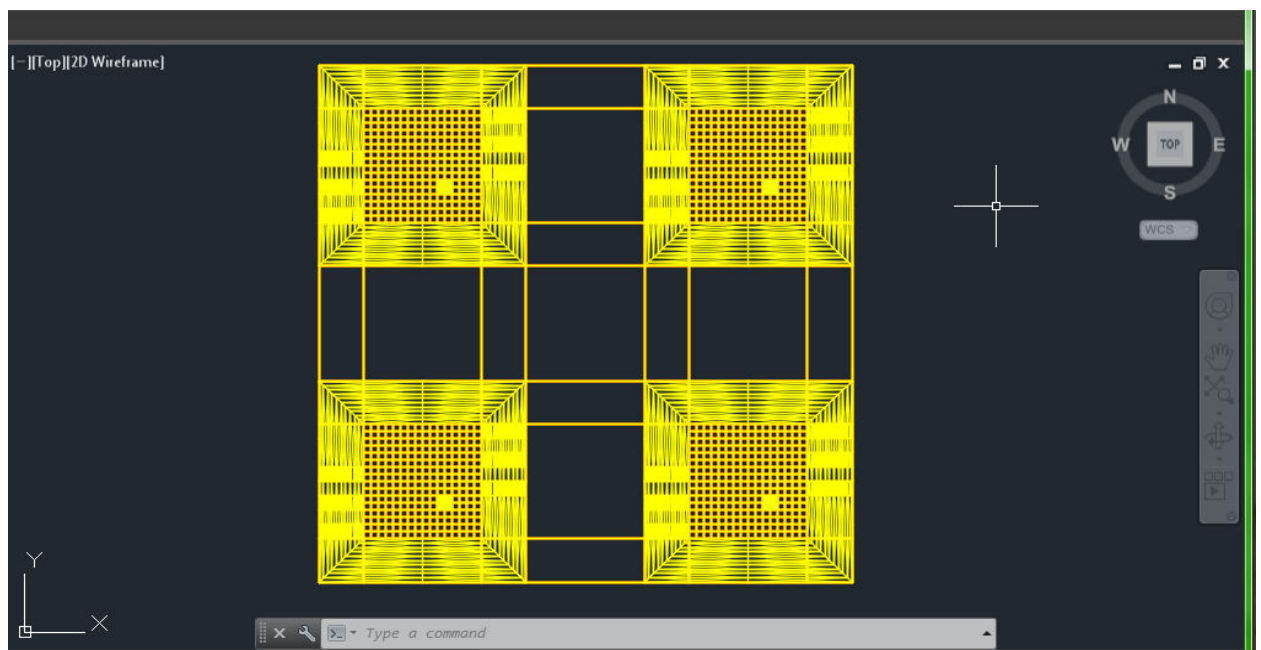 [−][Top][2D Wireframe]
N
W
TOP
E
S
WCS
Y
X
Type a command